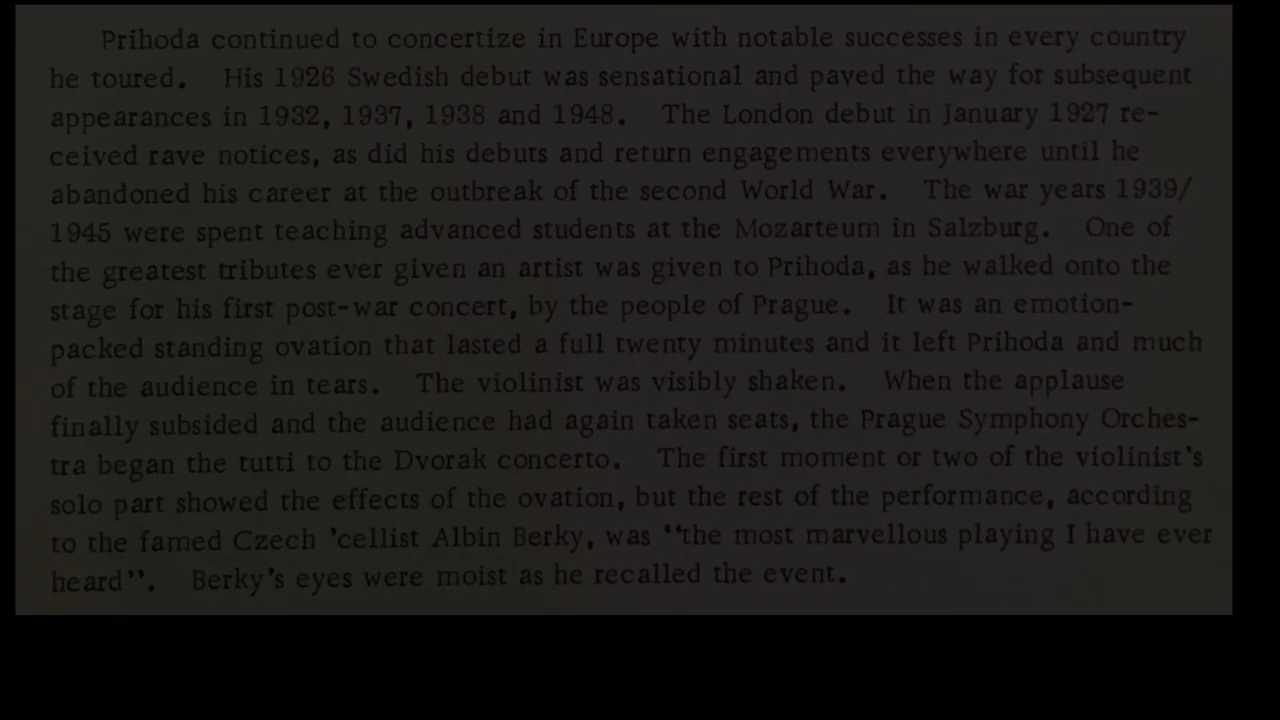 Prihoda continued to concertize in Europe with notable successes in every country
he toured. His 1926 Swedish debut was sensational and paved the way for subsequent
appearances in 1932, 1937, 1938 and 1948. The London debut in January 1927 re-
ceived rave notices, as did his debuts and return engagements everywhere until he
abandoned his career at the outbreak of the second World War. The war years 1939/
1945 were spent teaching advanced students at the Mozarteum in Salzburg. One of
the greatest tributes ever given an artist was given to Prihoda, as he walked onto the
stage for his first post-war concert, by the people of Prague. It was an emotion-
packed standing ovation that lasted a full twenty minutes and it left Prihoda and much
of the audience in tears. The violinist was visibly shaken. When the applause
finally subsided and the audience had again taken seats, the Prague Symphony Orches-
tra began the tutti to the Dvorak concerto. The first moment or two of the violinist's
solo part showed the effects of the ovation, but the rest of the performance, according
to the famed Czech 'cellist Albin Berky, was "the most marvellous playing I have ever
heard". Berky's eyes were moist as he recalled the event.